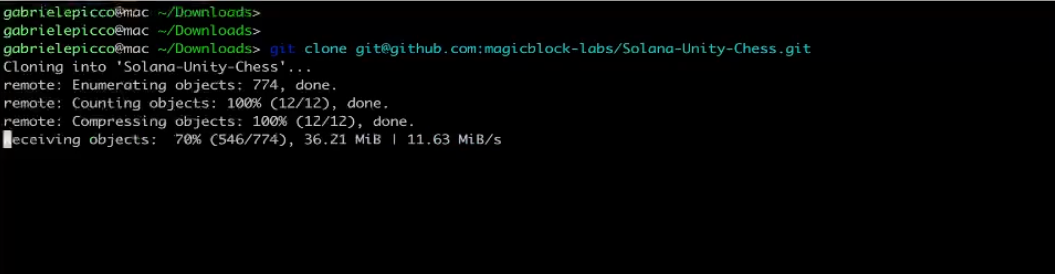 gabrielepicco@mac ~/Downloads>
gabrielepicco@mac ~/Downloads>
gabrielepicco@mac ~/Downloads> git clone git@github.com:magicblock-labs/Solana-Unity-Chess.git
Cloning into 'Solana-Unity-Chess'...
remote: Enumerating objects: 774, done.
remote: Counting objects: 100% (12/12), done.
remote: Compressing objects: 100% (12/12), done.
Receiving objects:  70% (546/774), 36.21 MiB | 11.63 MiB/s